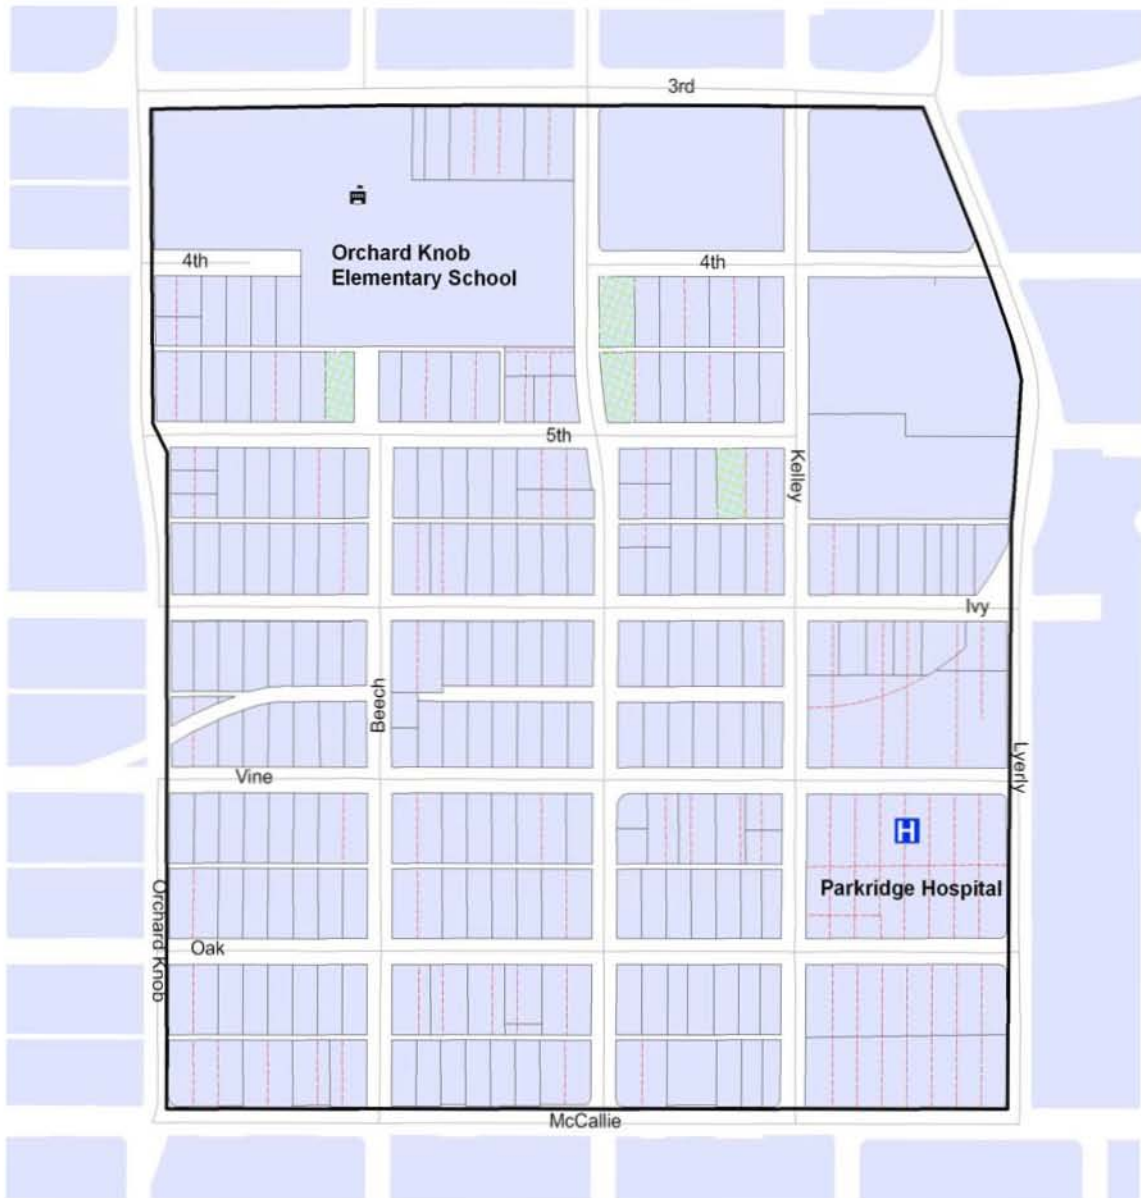 3rd
Orchard Knob
Elementary School
4th
4th
5th
Kelley
Ivy
Beech
Vine
Lyerly
H
Parkridge Hospital
Orchard Knob
Oak
McCallie